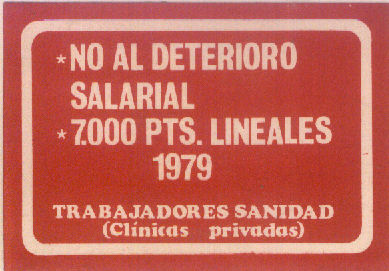 *NO AL DETERIORO
SALARIAL
*7.000 PTS. LINEALES
1979
TRABAJADORES SANIDAD
(Clínicas privadas)